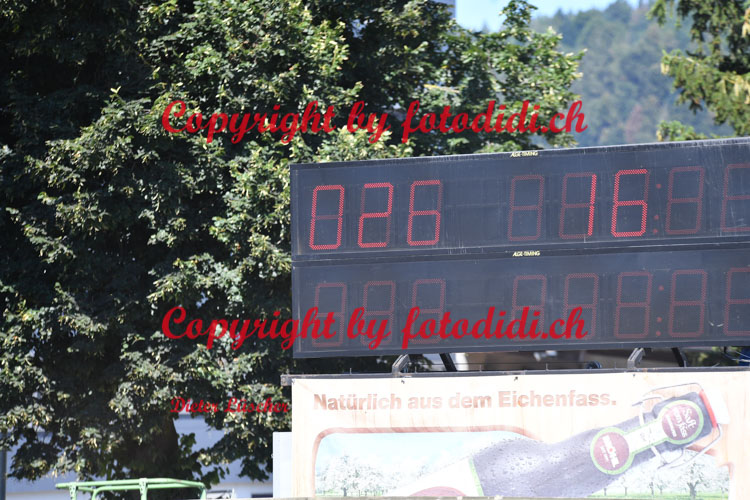 Copyright by fotodidi.ch
ALGE-TIMING
026 16
ALGE-TIMING
Copyright by fotodidi.ch
Dieter Lüscher
Natürlich aus dem Eichenfass.
Saft